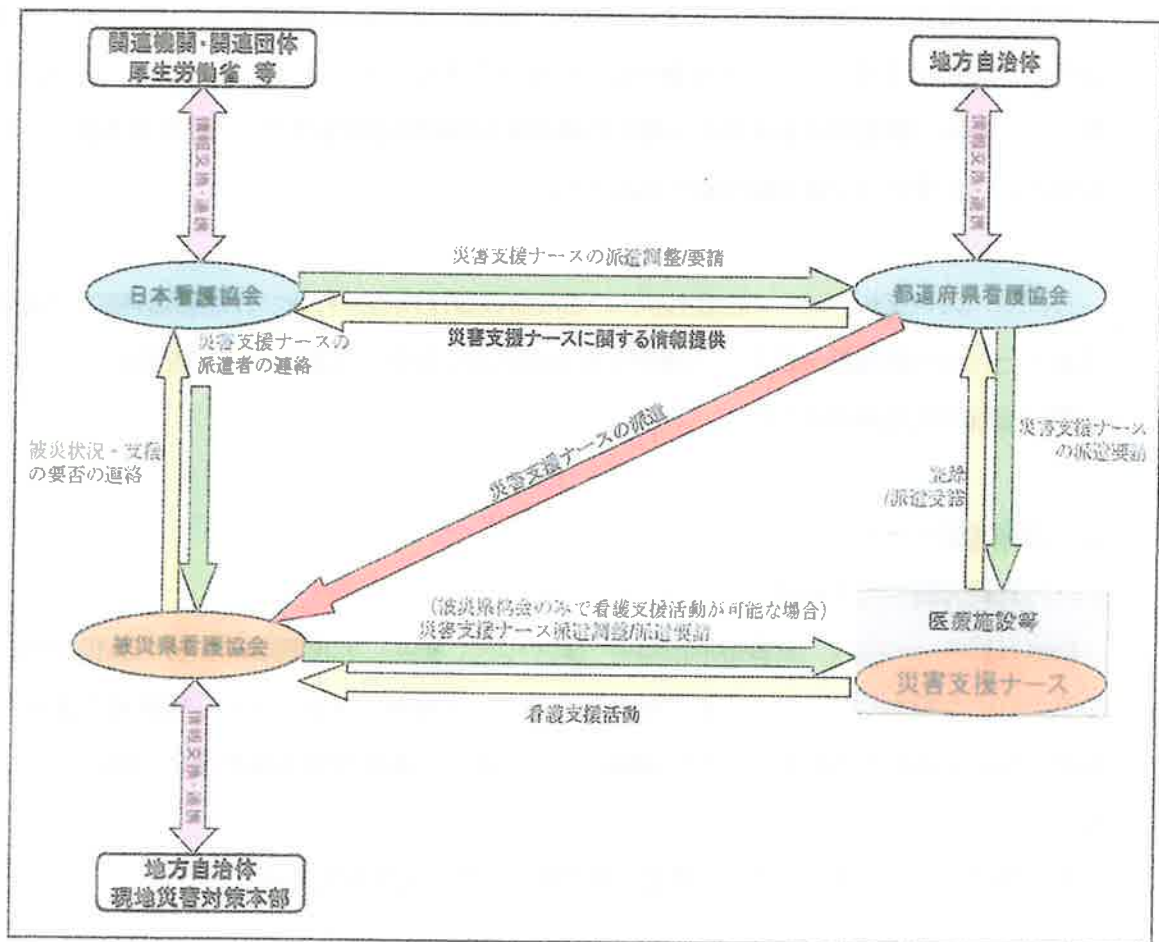 関連機関・関連団体
厚生労働省 等
地方自治体
情報交換・連携
情報交換・連携
災害支援ナースの派遣調整/要請
日本看護協会
都道府県看護協会
災害支援ナースに関する情報提供
災害支援ナースの
派遣者の連絡
災害支援ナースの派遣
被災状況・支援
の要否の連絡
災害支援ナース
の派遣要請
登録
/派遣受諾
(被災県協会のみで看護支援活動が可能な場合)
災害支援ナース派遣調整/派遣要請
医療施設等
被災県看護協会
災害支援ナース
看護支援活動
情報交換・連携
地方自治体
現地災害対策本部